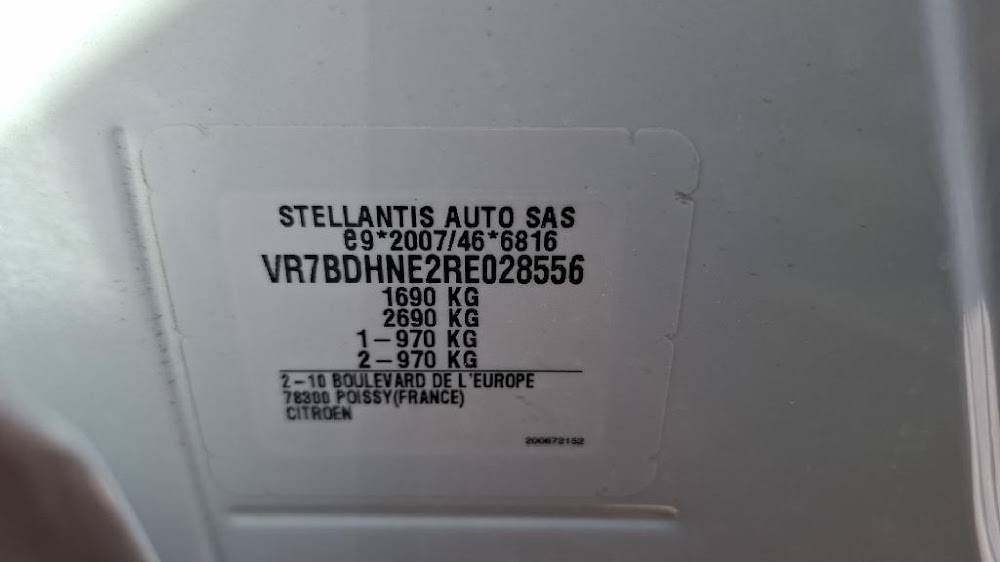 STELLANTIS AUTO SAS
e9*2007/46*6816
VR7BDHNE2RE028556
1690 KG
2690 KG
1-970 KG
2-970 KG
2-10 BOULEVARD DE L'EUROPE
78300 POISSY(FRANCE)
CITROEN
200672152